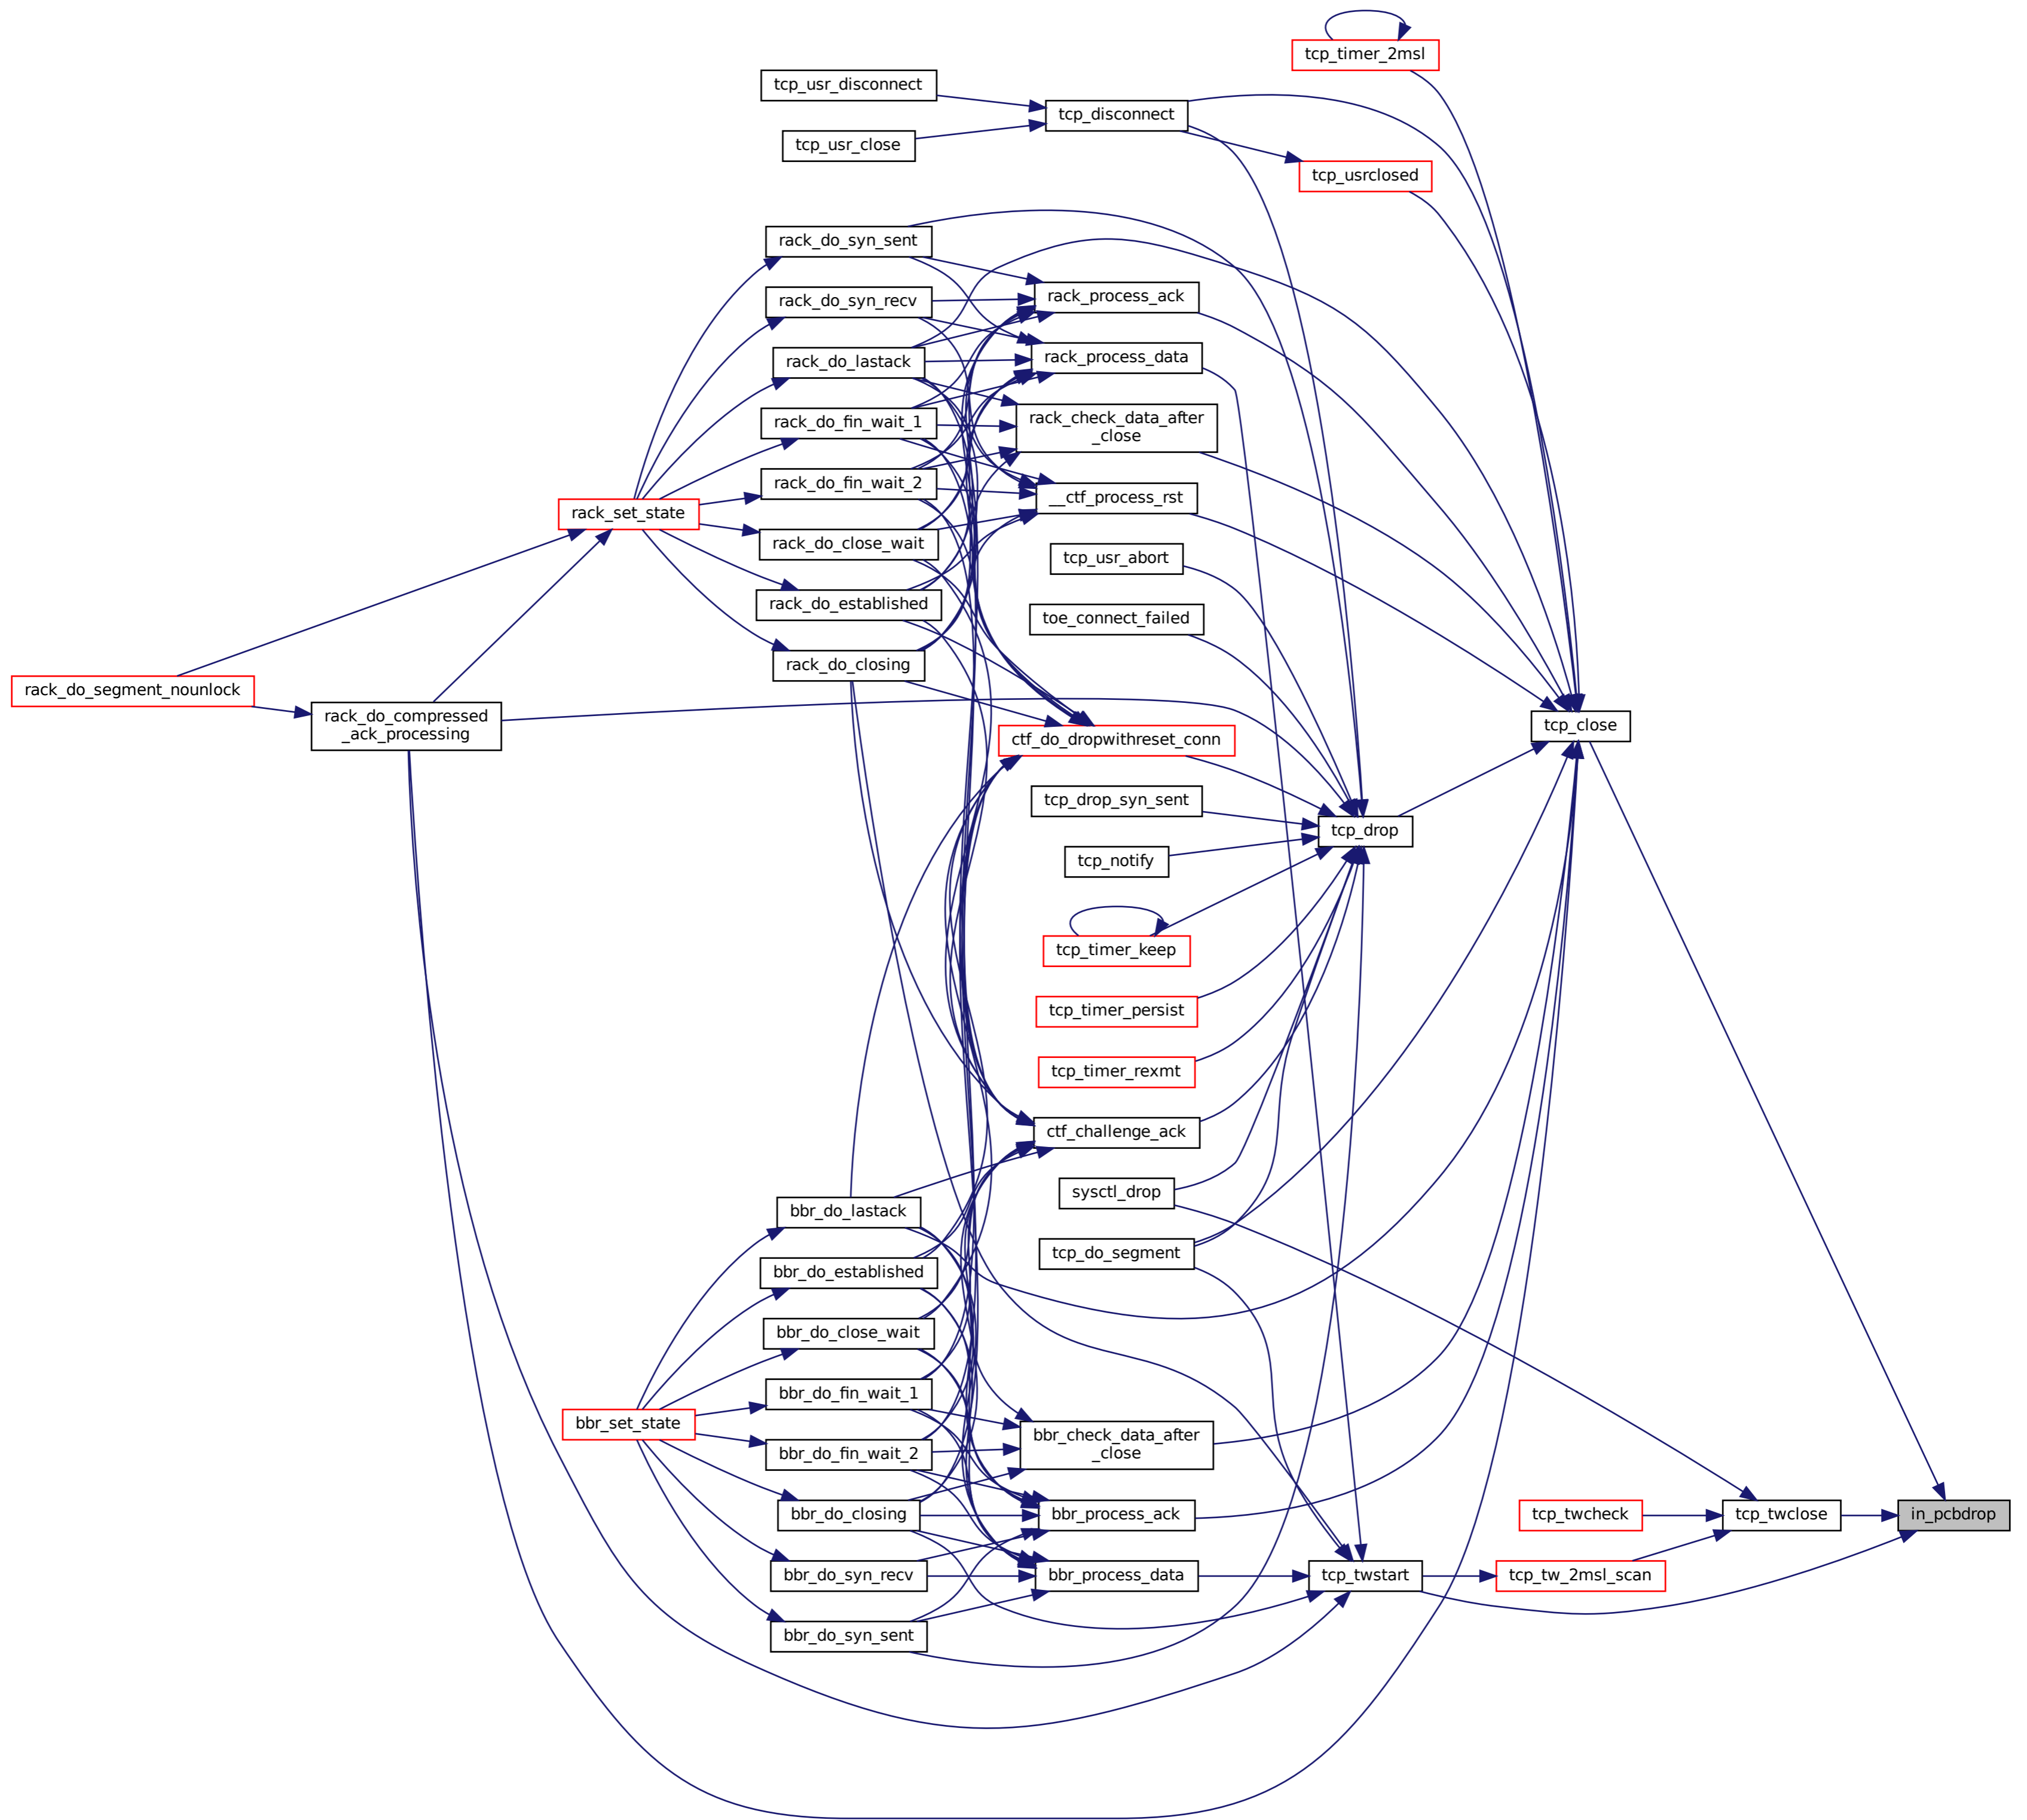 tcp_timer_2msl
tcp_usr_disconnect
tcp_disconnect
tcp_usr_close
tcp_usrclosed
rack_do_syn_sent
rack_do_syn_recv
rack_process_ack
rack_do_lastack
rack_process_data
rack_do_fin_wait_1
rack_check_data_after
_close
rack_do_fin_wait_2
__ctf_process_rst
rack_set_state
rack_do_close_wait
tcp_usr_abort
rack_do_established
toe_connect_failed
rack_do_closing
rack_do_segment_nounlock
rack_do_compressed
_ack_processing
ctf_do_dropwithreset_conn
tcp_close
tcp_drop_syn_sent
tcp_drop
tcp_notify
tcp_timer_keep
tcp_timer_persist
tcp_timer_rexmt
ctf_challenge_ack
sysctl_drop
bbr_do_lastack
tcp_do_segment
bbr_do_established
bbr_do_close_wait
bbr_do_fin_wait_1
bbr_set_state
bbr_check_data_after
_close
bbr_do_fin_wait_2
bbr_do_closing
bbr_process_ack
tcp_twcheck
tcp_twclose
in_pcbdrop
bbr_do_syn_recv
bbr_process_data
tcp_twstart
tcp_tw_2msl_scan
bbr_do_syn_sent